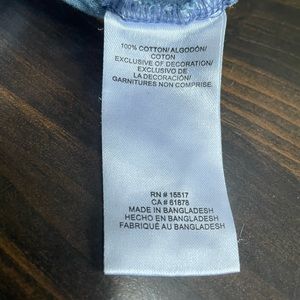 100% COTTON/ ALGODÓN/
COTON
EXCLUSIVE OF DECORATION/
EXCLUSIVO DE
LA DECORACIÓN/
GARNITURES NON COMPRISE
RN # 15517
CA # 61878
MADE IN BANGLADESH
HECHO EN BANGLADESH
FABRIQUÉ AU BANGLADESH